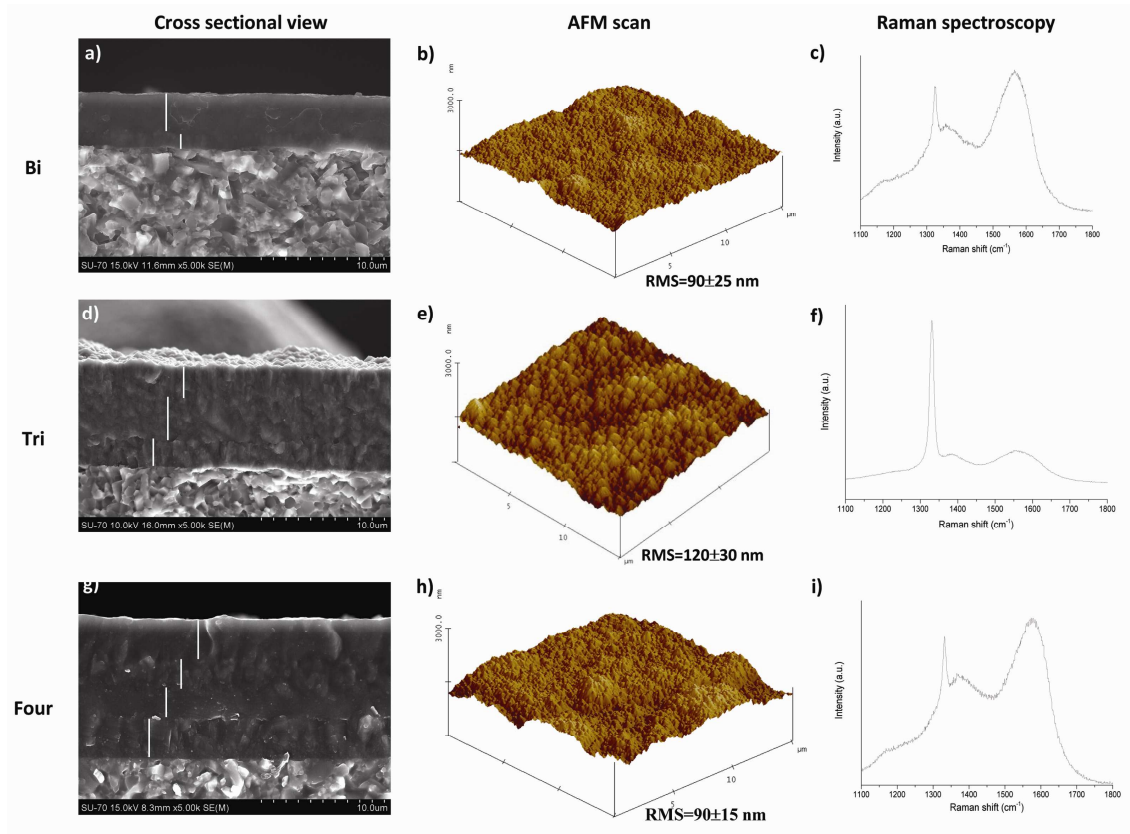 Cross sectional view
AFM scan
Raman spectroscopy
Bi
a)
SU-70 15.0kV 11.6mm x5.00k SE(M)
10.0um
b)
nm
3000.0
5
10
µm
RMS=90±25 nm
c)
Intensity (a.u.)
1100 1200 1300 1400 1500 1600 1700 1800
Raman shift (cm-1)
Tri
d)
SU-70 10.0kV 16.0mm x5.00k SE(M)
10.0um
e)
nm
3000.0
5
10
µm
RMS=120±30 nm
f)
Intensity (a.u.)
1100 1200 1300 1400 1500 1600 1700 1800
Raman shift (cm-1)
Four
g)
SU-70 15.0kV 8.3mm x5.00k SE(M)
10.0um
h)
nm
3000.0
5
10
µm
RMS=90±15 nm
i)
Intensity (a.u.)
1100 1200 1300 1400 1500 1600 1700 1800
Raman shift (cm-1)